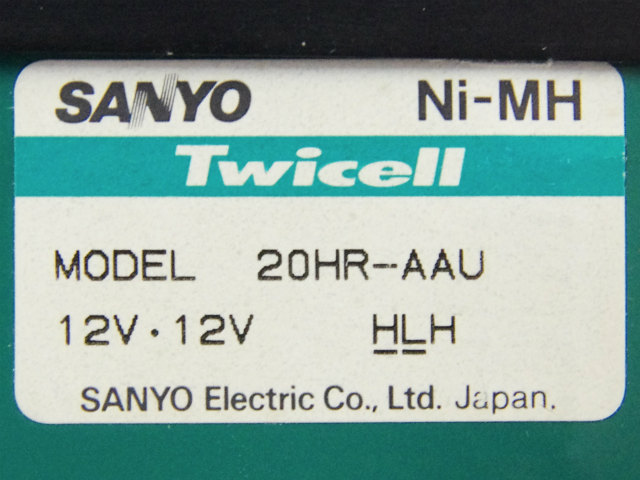 SANYO Ni-MH
Twicell
MODEL 20HR-AAU
12V·12V HLH
SANYO Electric Co., Ltd. Japan.